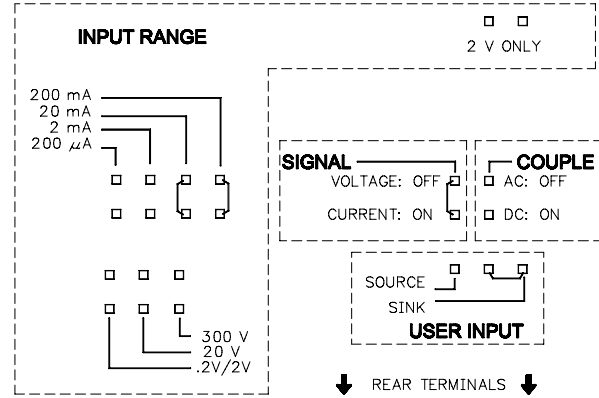 INPUT RANGE
2 V ONLY
200 mA
20 mA
2 mA
200 μA
SIGNAL
VOLTAGE: OFF
CURRENT: ON
COUPLE
AC: OFF
DC: ON
SOURCE
SINK
USER INPUT
300 V
20 V
.2V/2V
REAR TERMINALS